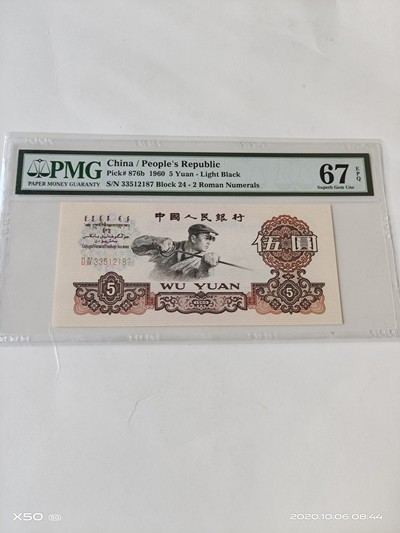 PMG
PAPER MONEY GUARANTY
China / People's Republic
Pick# 876b 1960 5 Yuan - Light Black
S/N 33512187 Block 24 - 2 Roman Numerals
67 EPQ
Superb Gem Unc
中國人民銀行
33512187
伍圓
5
WU YUAN
5
X50 5G
2020.10.06 08:44